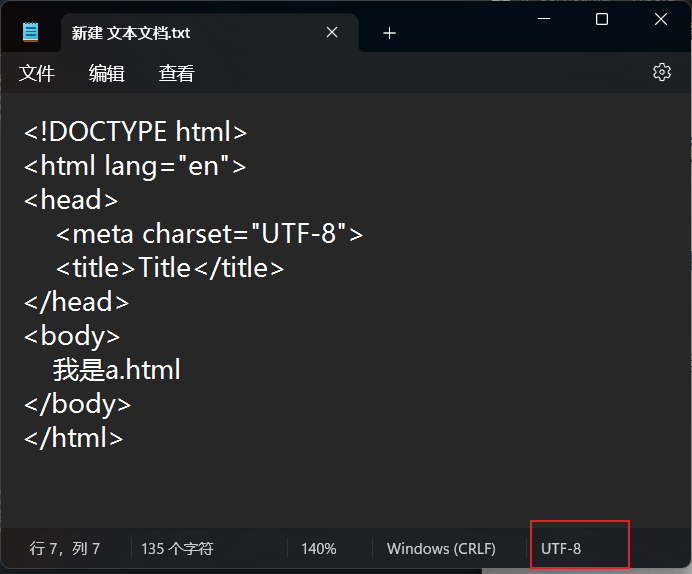 新建 文本文档.txt
文件 编辑 查看
<!DOCTYPE html>
<html lang="en">
<head>
    <meta charset="UTF-8">
    <title>Title</title>
</head>
<body>
    我是a.html
</body>
</html>
行 7，列 7 135 个字符 140% Windows (CRLF) UTF-8